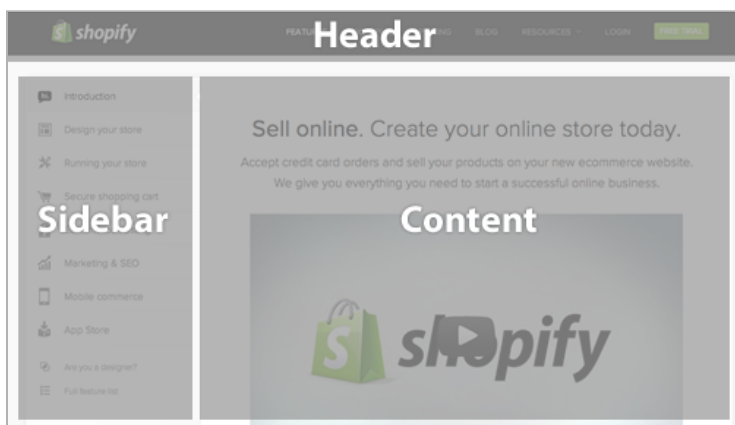 shopify
Header
BLOG
RESOURCES
LOGIN
FREE TRIAL
Introduction
Design your store
Running your store
Secure shopping cart
Sidebar
Marketing & SEO
Mobile commerce
App Store
Are you a designer?
Full feature list
Sell online. Create your online store today.
Accept credit card orders and sell your products on your new ecommerce website.
We give you everything you need to start a successful online business.
Content
shopify